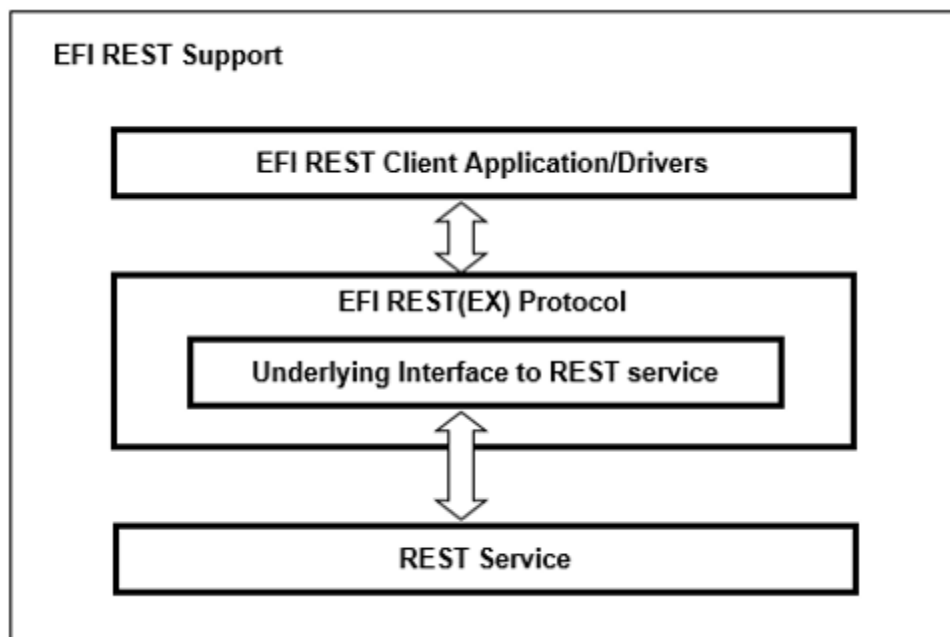 EFI REST Support
EFI REST Client Application/Drivers
EFI REST(EX) Protocol
Underlying Interface to REST service
REST Service